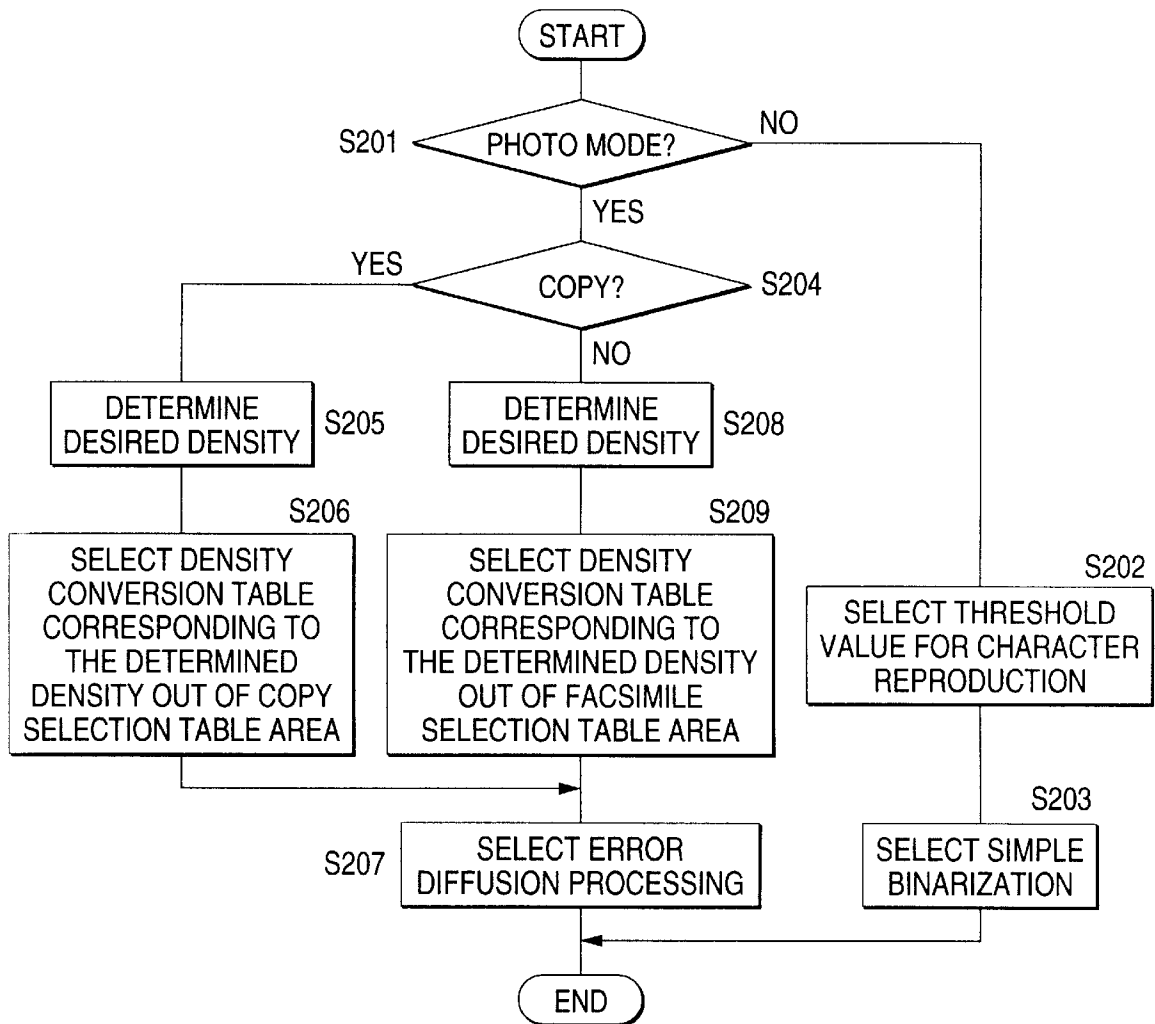 START
S201
PHOTO MODE?
NO
YES
YES
COPY?
S204
NO
DETERMINE
DESIRED DENSITY
S205
DETERMINE
DESIRED DENSITY
S208
S206
SELECT DENSITY
CONVERSION TABLE
CORRESPONDING TO
THE DETERMINED
DENSITY OUT OF COPY
SELECTION TABLE AREA
S209
SELECT DENSITY
CONVERSION TABLE
CORRESPONDING TO
THE DETERMINED DENSITY
OUT OF FACSIMILE
SELECTION TABLE AREA
S202
SELECT THRESHOLD
VALUE FOR CHARACTER
REPRODUCTION
S207
SELECT ERROR
DIFFUSION PROCESSING
S203
SELECT SIMPLE
BINARIZATION
END